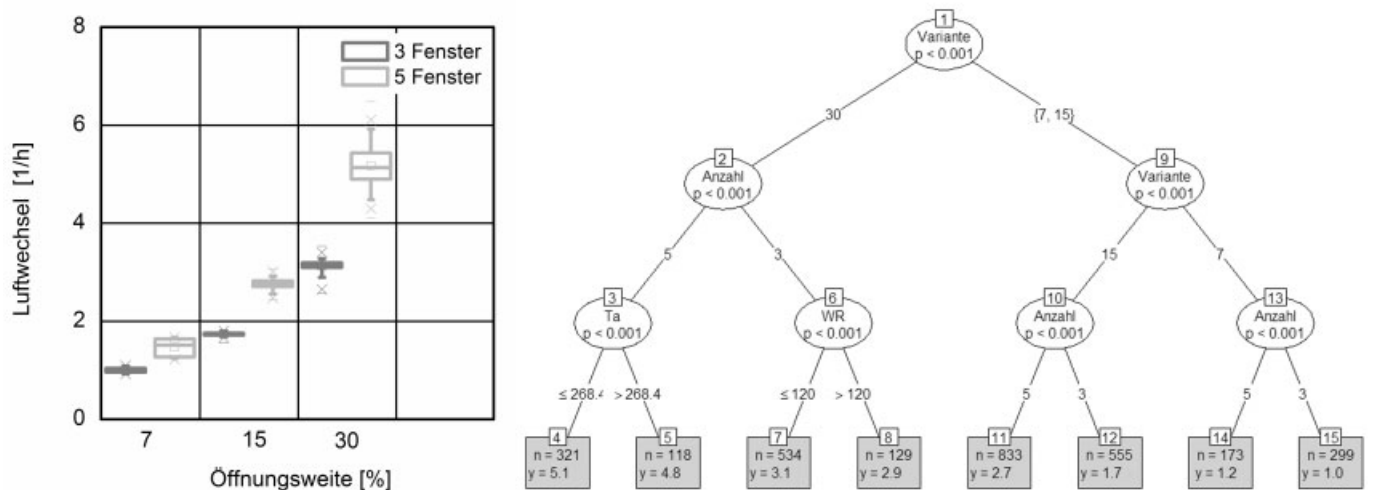 8
6
4
2
0
Luftwechsel [1/h]
3 Fenster
5 Fenster
7 15 30
Öffnungsweite [%]
1
Variante
p < 0.001
30 {7, 15}
2
Anzahl
p < 0.001
9
Variante
p < 0.001
5 3 15 7
3
Ta
p < 0.001
6
WR
p < 0.001
10
Anzahl
p < 0.001
13
Anzahl
p < 0.001
≤ 268.4 > 268.4 ≤ 120 > 120 5 3 5 3
4
n = 321
y = 5.1
5
n = 118
y = 4.8
7
n = 534
y = 3.1
8
n = 129
y = 2.9
11
n = 833
y = 2.7
12
n = 555
y = 1.7
14
n = 173
y = 1.2
15
n = 299
y = 1.0